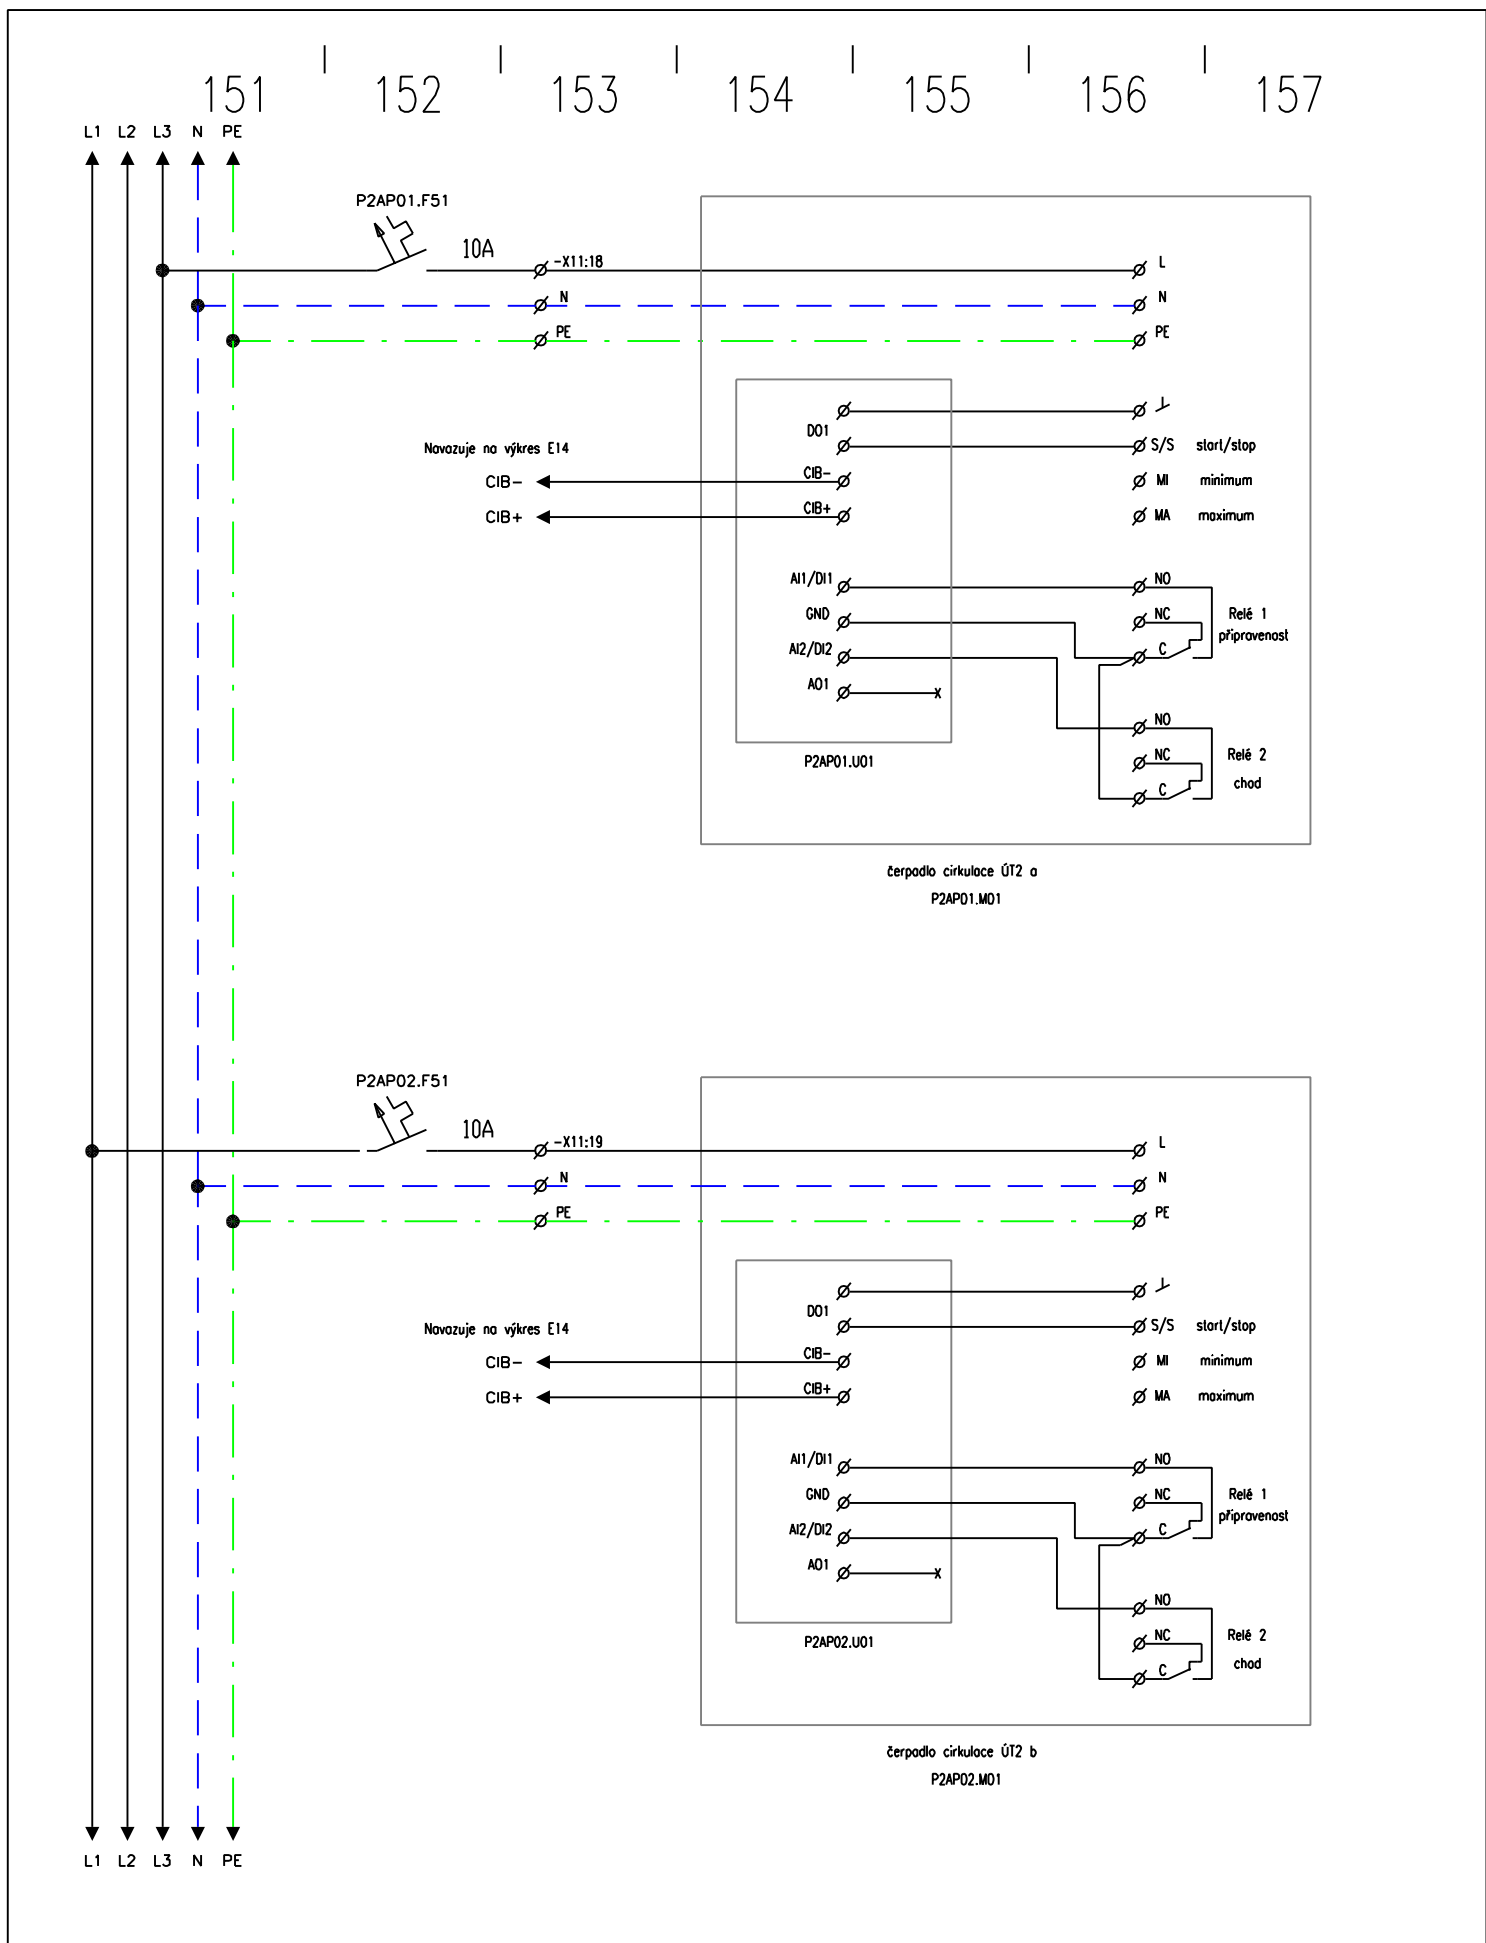 151 152 153 154 155 156 157
L1 L2 L3 N PE
P2AP01.F51
10A
-X11:18
L
N
N
PE
PE
DO1
Navazuje na výkres E14
S/S start/stop
CIB-
CIB-
MI minimum
CIB+
CIB+
MA maximum
AI1/DI1
NO
GND
NC
Relé 1
připravenost
AI2/DI2
C
AO1
NO
P2AP01.U01
NC
Relé 2
chod
C
čerpadlo cirkulace ÚT2 a
P2AP01.M01
P2AP02.F51
10A
-X11:19
L
N
N
PE
PE
DO1
Navazuje na výkres E14
S/S start/stop
CIB-
CIB-
MI minimum
CIB+
CIB+
MA maximum
AI1/DI1
NO
GND
NC
Relé 1
připravenost
AI2/DI2
C
AO1
NO
P2AP02.U01
NC
Relé 2
chod
C
čerpadlo cirkulace ÚT2 b
P2AP02.M01
L1 L2 L3 N PE